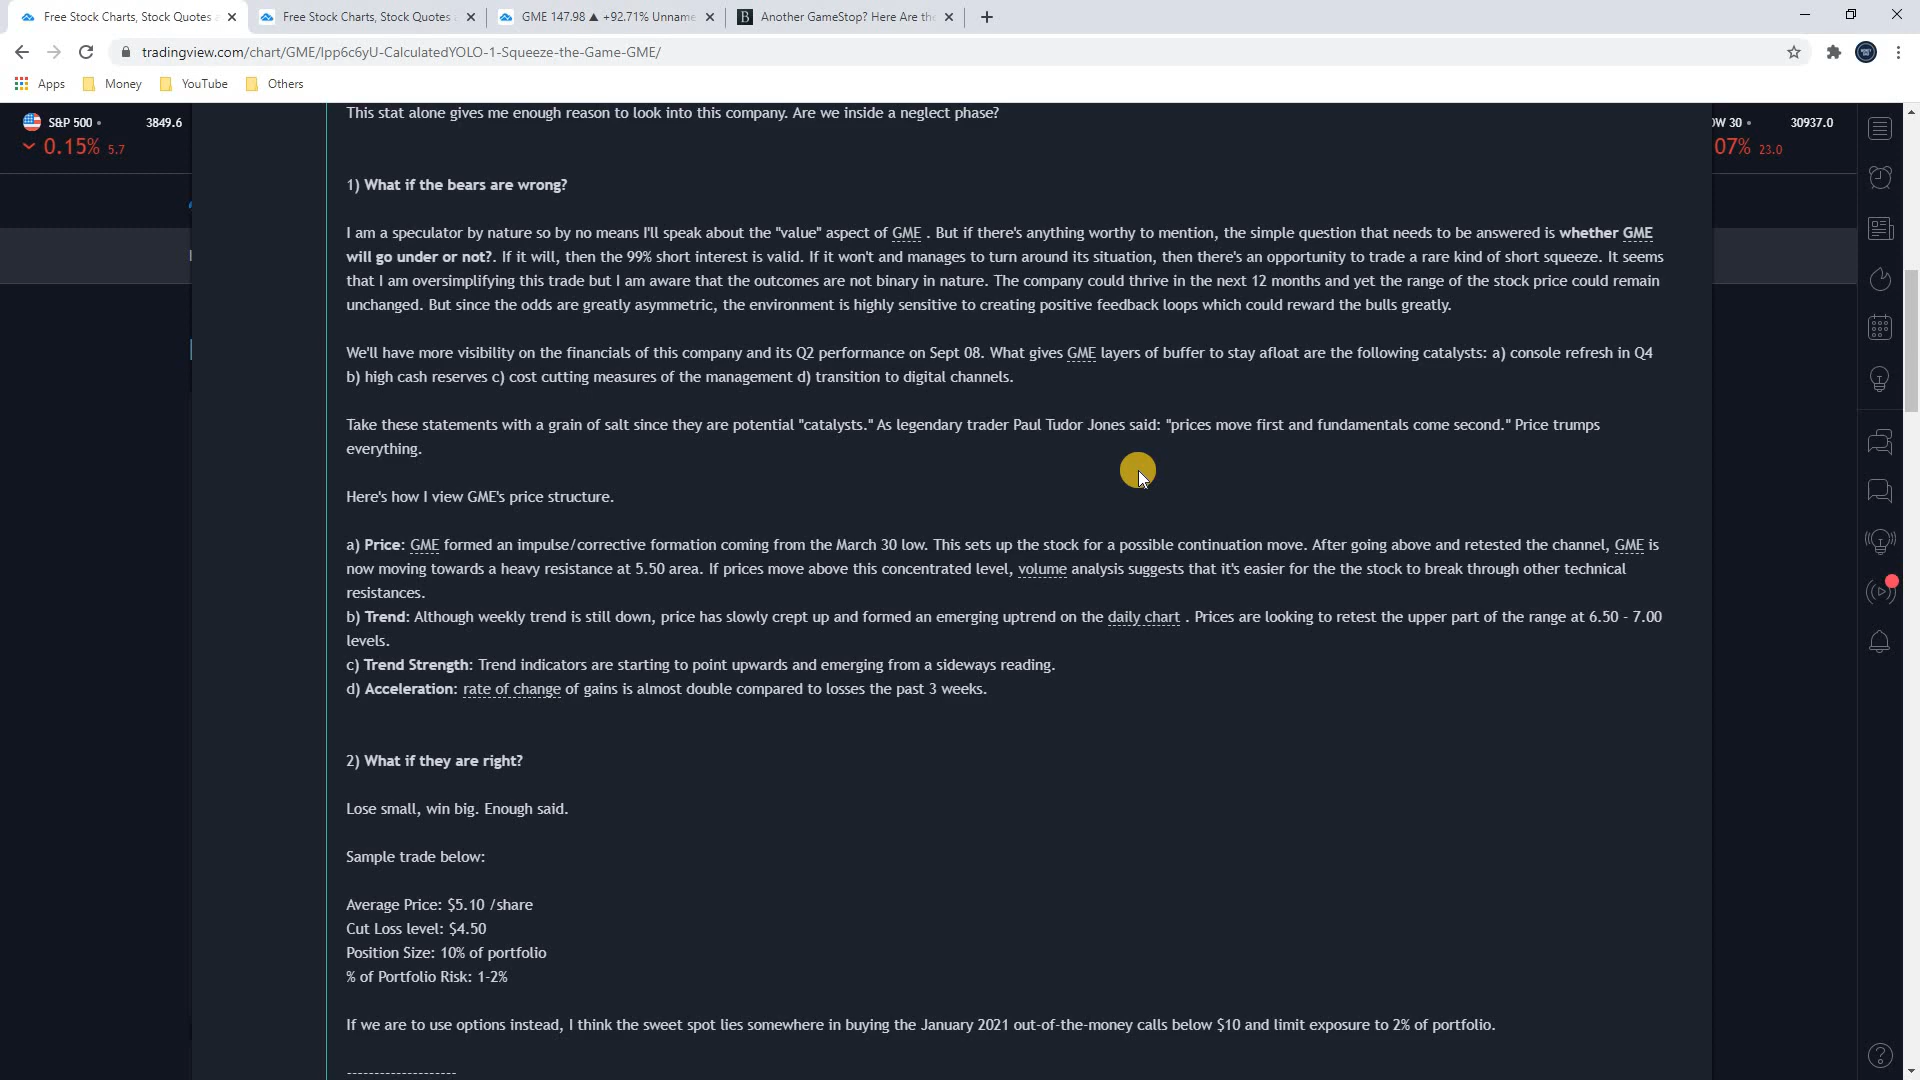 Free Stock Charts, Stock Quotes
Free Stock Charts, Stock Quotes
GME 147.98 ▲ +92.71% Unname
Another GameStop? Here Are the
tradingview.com/chart/GME/lpp6c6yU-CalculatedYOLO-1-Squeeze-the-Game-GME/
Apps
Money
YouTube
Others
S&P 500
3849.6
0.15% 5.7
OW 30
30937.0
07% 23.0
This stat alone gives me enough reason to look into this company. Are we inside a neglect phase?
1) What if the bears are wrong?
I am a speculator by nature so by no means I'll speak about the "value" aspect of GME . But if there's anything worthy to mention, the simple question that needs to be answered is whether GME
will go under or not?. If it will, then the 99% short interest is valid. If it won't and manages to turn around its situation, then there's an opportunity to trade a rare kind of short squeeze. It seems
that I am oversimplifying this trade but I am aware that the outcomes are not binary in nature. The company could thrive in the next 12 months and yet the range of the stock price could remain
unchanged. But since the odds are greatly asymmetric, the environment is highly sensitive to creating positive feedback loops which could reward the bulls greatly.
We'll have more visibility on the financials of this company and its Q2 performance on Sept 08. What gives GME layers of buffer to stay afloat are the following catalysts: a) console refresh in Q4
b) high cash reserves c) cost cutting measures of the management d) transition to digital channels.
Take these statements with a grain of salt since they are potential "catalysts." As legendary trader Paul Tudor Jones said: "prices move first and fundamentals come second." Price trumps
everything.
Here's how I view GME's price structure.
a) Price: GME formed an impulse/corrective formation coming from the March 30 low. This sets up the stock for a possible continuation move. After going above and retested the channel, GME is
now moving towards a heavy resistance at 5.50 area. If prices move above this concentrated level, volume analysis suggests that it's easier for the the stock to break through other technical
resistances.
b) Trend: Although weekly trend is still down, price has slowly crept up and formed an emerging uptrend on the daily chart . Prices are looking to retest the upper part of the range at 6.50 - 7.00
levels.
c) Trend Strength: Trend indicators are starting to point upwards and emerging from a sideways reading.
d) Acceleration: rate of change of gains is almost double compared to losses the past 3 weeks.
2) What if they are right?
Lose small, win big. Enough said.
Sample trade below:
Average Price: $5.10 /share
Cut Loss level: $4.50
Position Size: 10% of portfolio
% of Portfolio Risk: 1-2%
If we are to use options instead, I think the sweet spot lies somewhere in buying the January 2021 out-of-the-money calls below $10 and limit exposure to 2% of portfolio.
--------------------